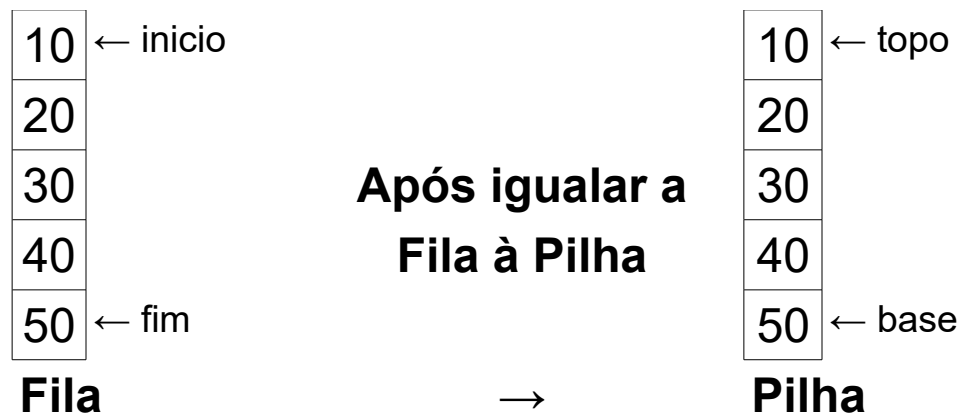 10 ← inicio
20
30
40
50 ← fim
Fila
Após igualar a
Fila à Pilha
→
10 ← topo
20
30
40
50 ← base
Pilha